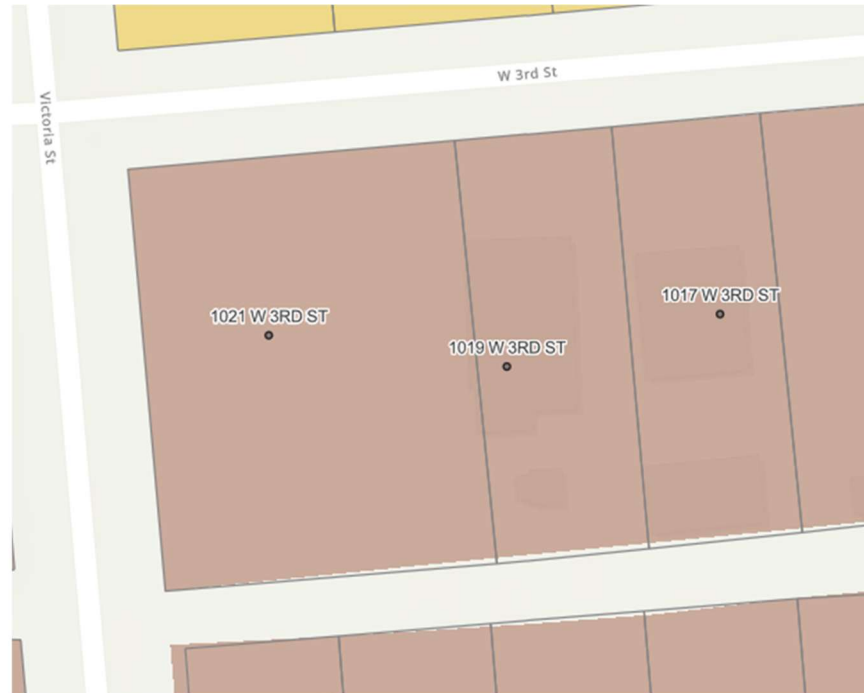 W 3rd St
Victoria St
1017 W 3RD ST
1021 W 3RD ST
1019 W 3RD ST